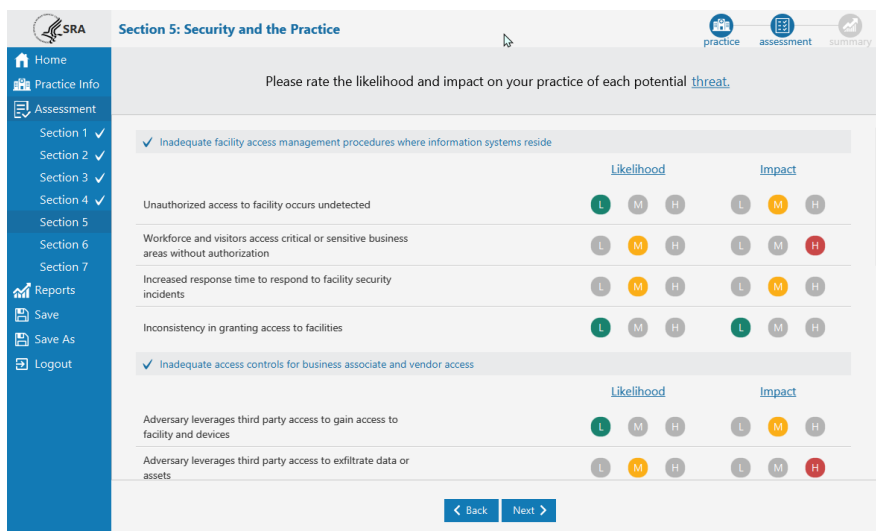 SRA
Section 5: Security and the Practice
practice
assessment
summary
Home
Practice Info
Assessment
Section 1
Section 2
Section 3
Section 4
Section 5
Section 6
Section 7
Reports
Save
Save As
Logout
Please rate the likelihood and impact on your practice of each potential threat.
Inadequate facility access management procedures where information systems reside
Likelihood Impact
Unauthorized access to facility occurs undetected L M H L M H
Workforce and visitors access critical or sensitive business
areas without authorization L M H L M H
Increased response time to respond to facility security
incidents L M H L M H
Inconsistency in granting access to facilities L M H L M H
Inadequate access controls for business associate and vendor access
Likelihood Impact
Adversary leverages third party access to gain access to
facility and devices L M H L M H
Adversary leverages third party access to exfiltrate data or
assets L M H L M H
Back Next